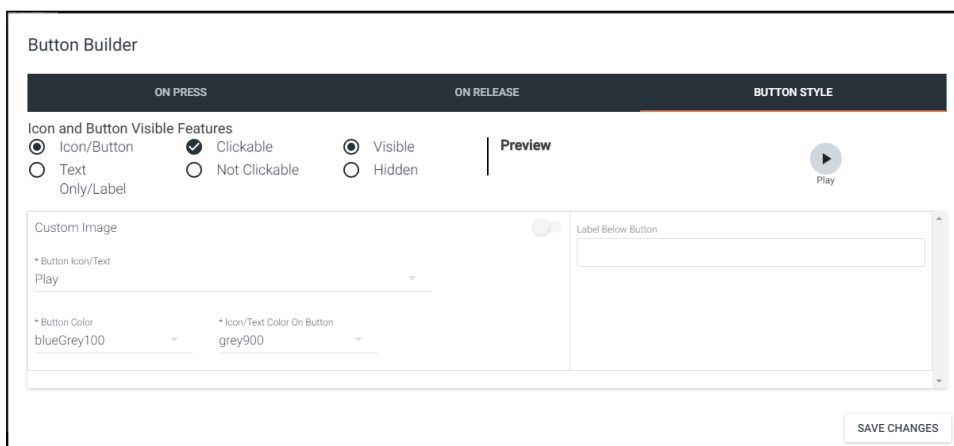 Button Builder
ON PRESS ON RELEASE BUTTON STYLE
Icon and Button Visible Features
Icon/Button Clickable Visible Preview
Text Only/Label Not Clickable Hidden
Play
Custom Image
Label Below Button
* Button Icon/Text
Play
* Button Color * Icon/Text Color On Button
blueGrey100 grey900
SAVE CHANGES